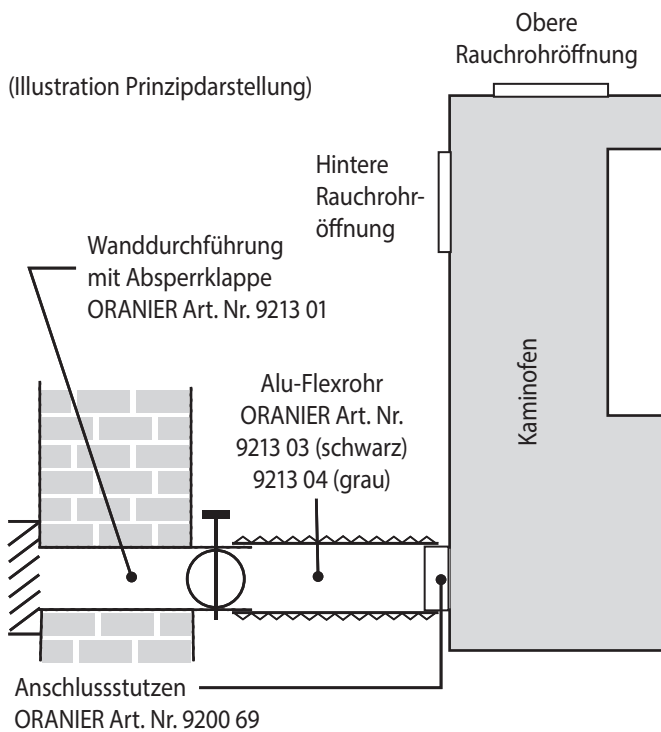 Obere
Rauchrohröffnung
(Illustration Prinzipdarstellung)
Hintere
Rauchrohr-
öffnung
Wanddurchführung
mit Absperrklappe
ORANIER Art. Nr. 9213 01
Alu-Flexrohr
ORANIER Art. Nr.
9213 03 (schwarz)
9213 04 (grau)
Kaminofen
Anschlussstutzen
ORANIER Art. Nr. 9200 69